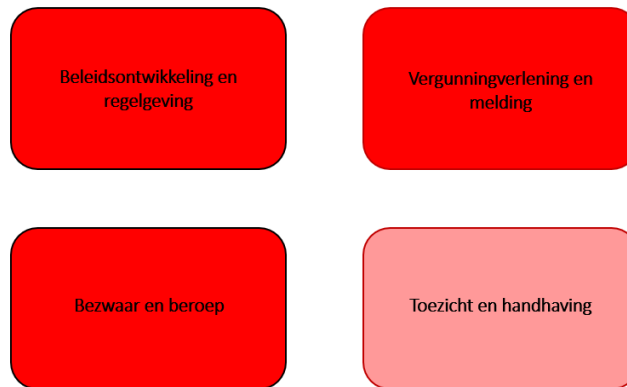 Beleidsontwikkeling en
regelgeving
Vergunningverlening en
melding
Bezwaar en beroep
Toezicht en handhaving